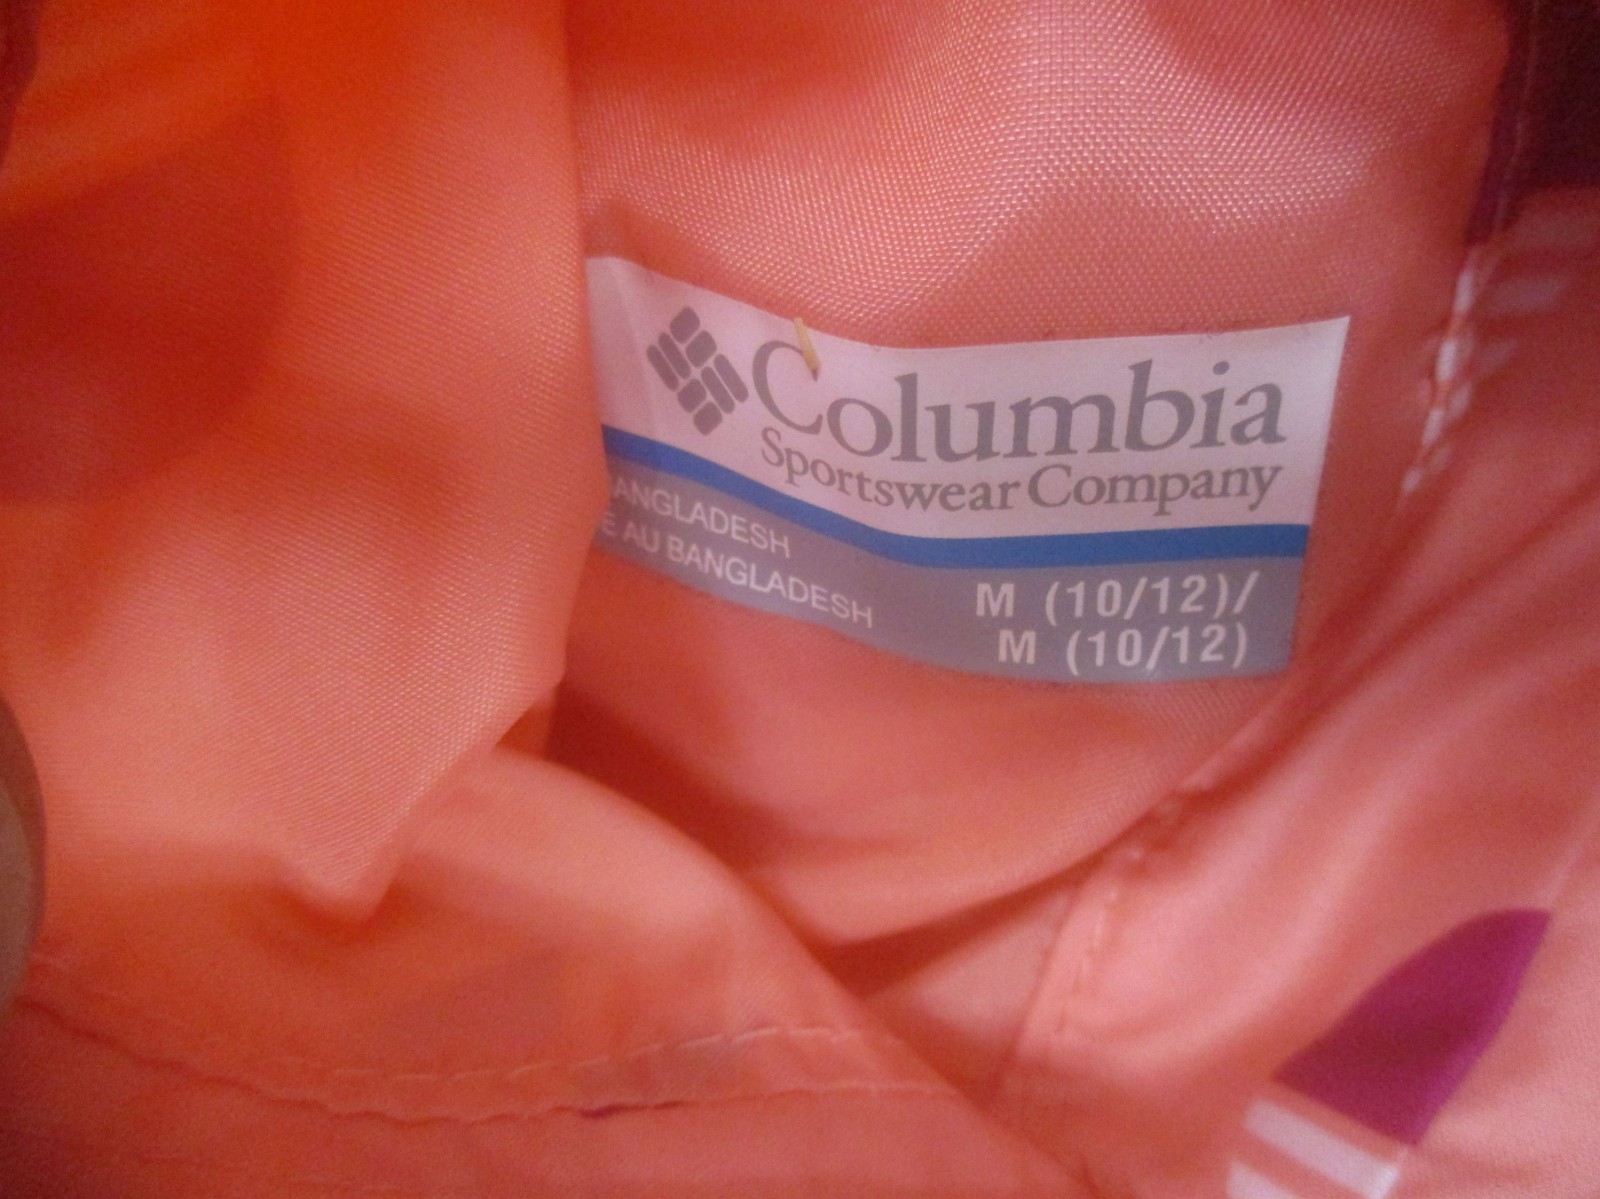 Columbia
Sportswear Company
ANGLADESH
E AU BANGLADESH
M (10/12)/
M (10/12)